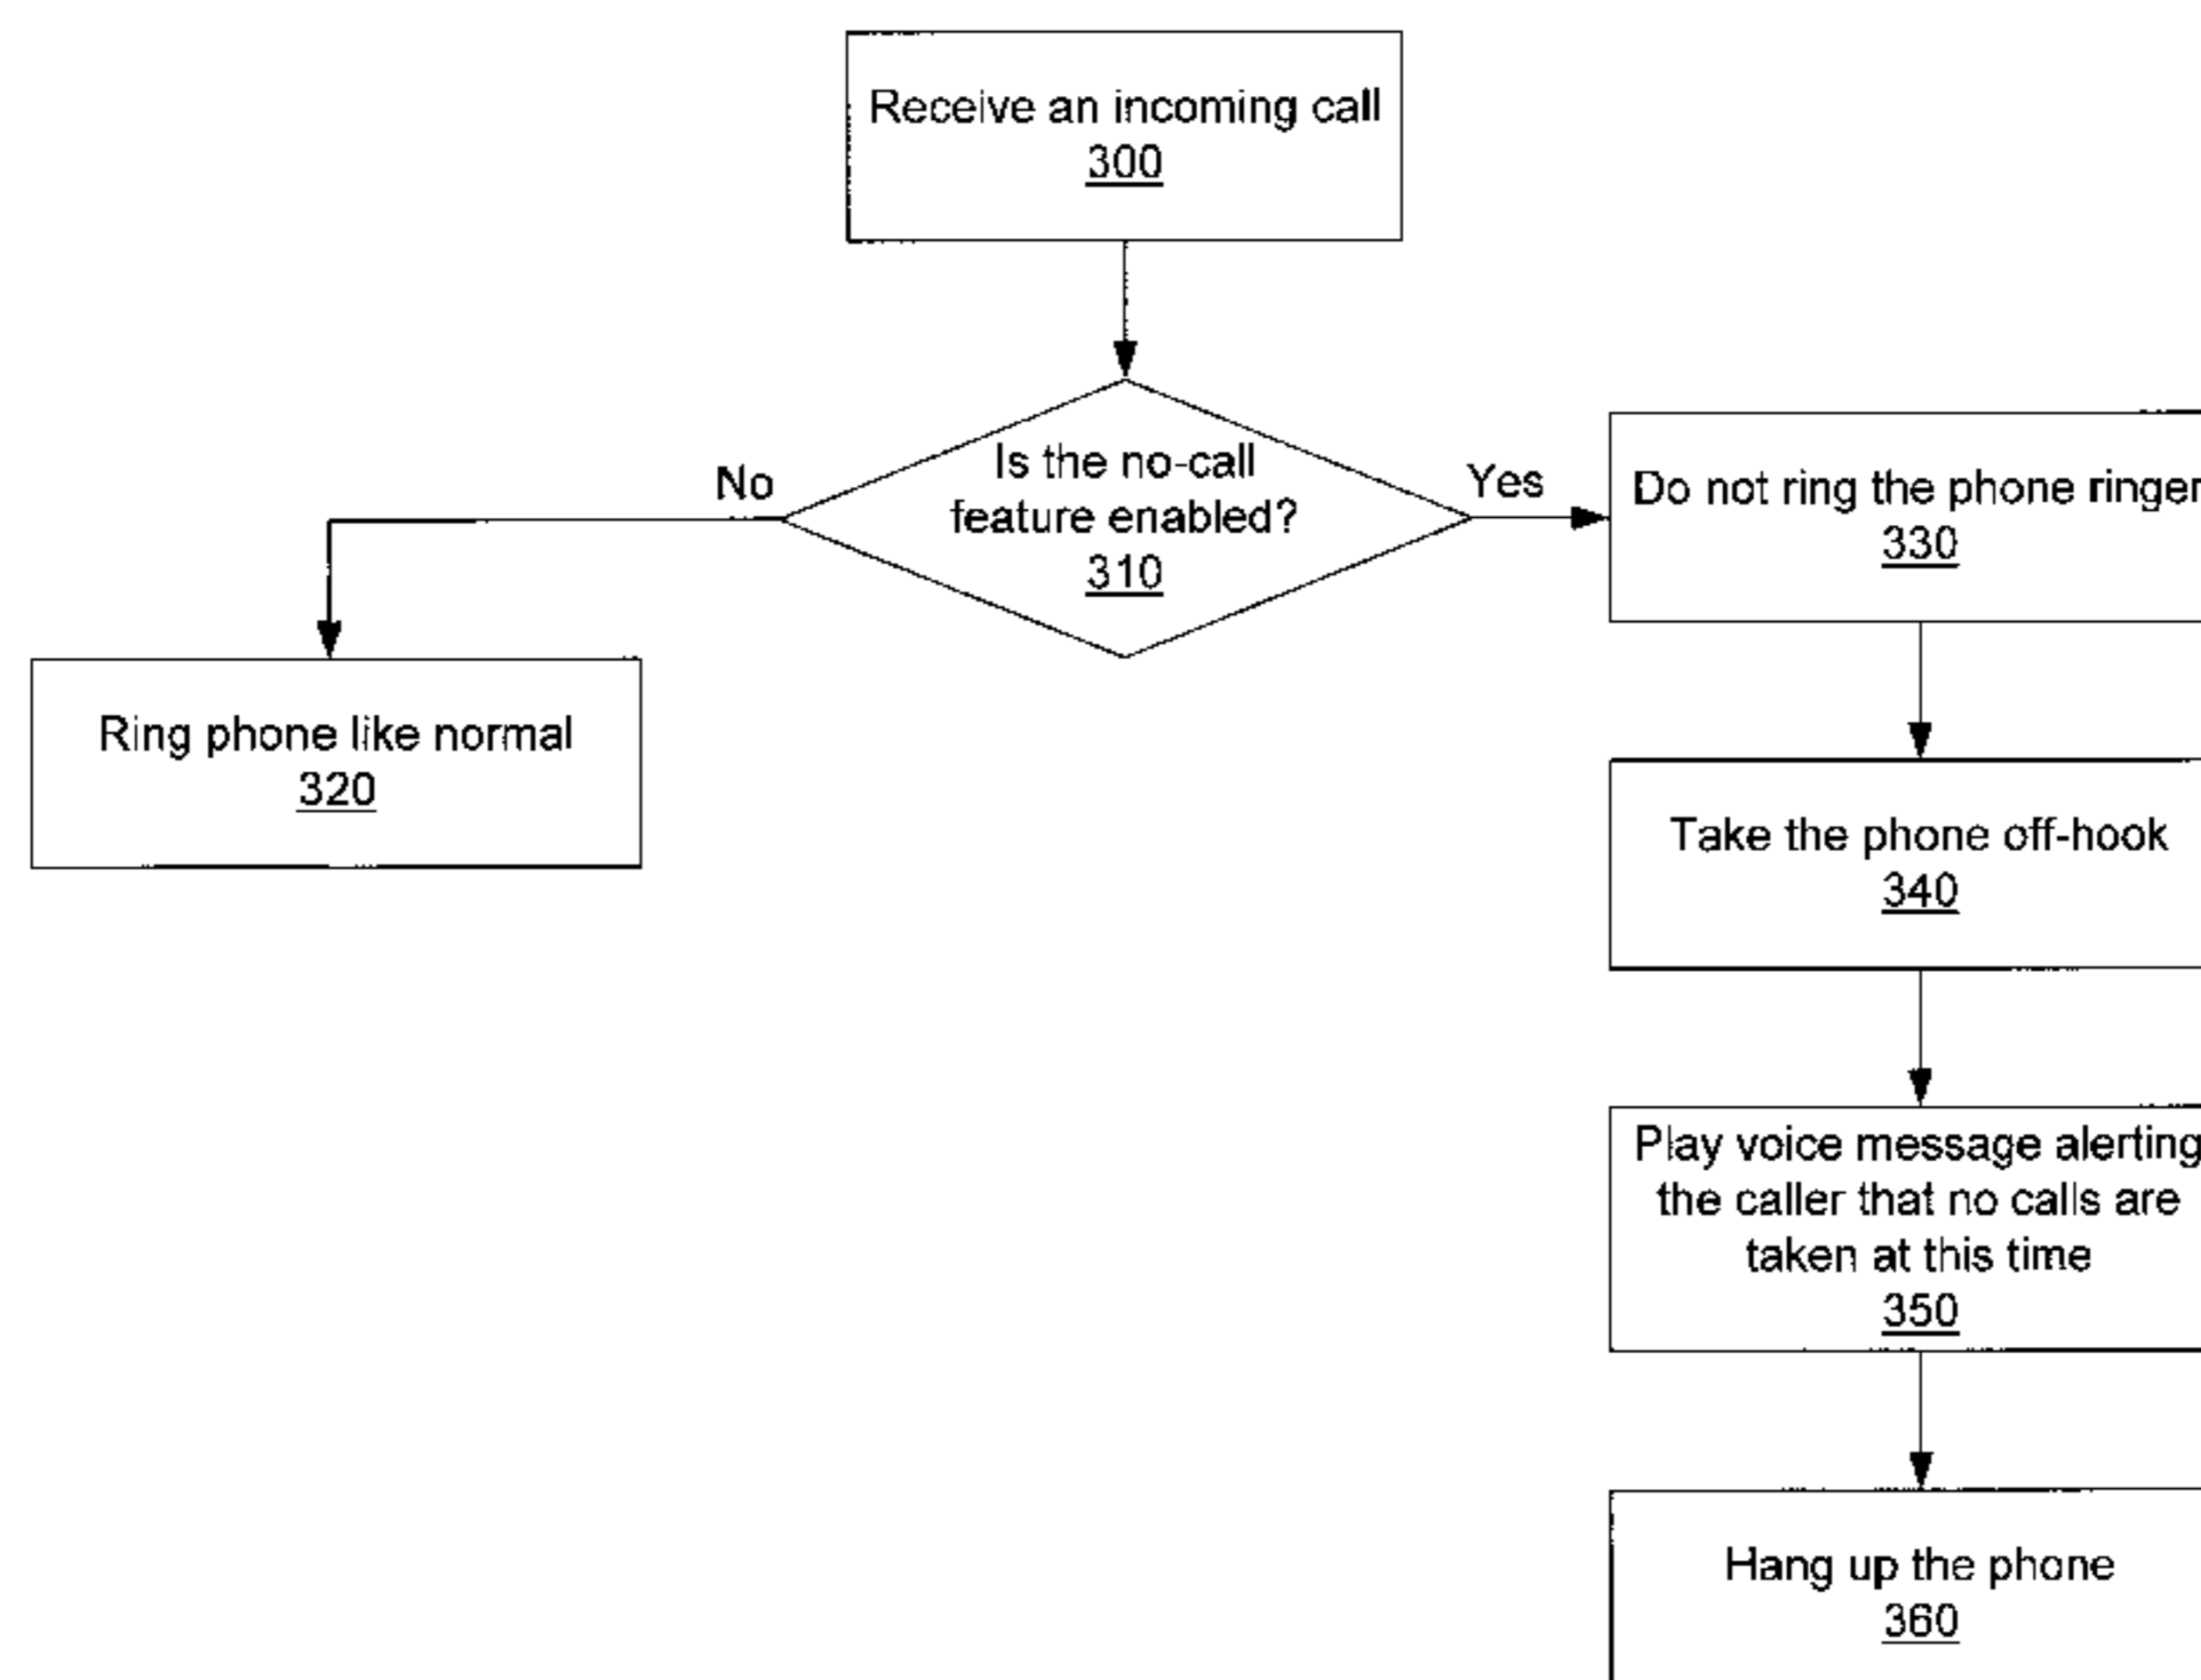 Receive an incoming call
300
Is the no-call
feature enabled?
310
No
Yes
Ring phone like normal
320
Do not ring the phone ringer
330
Take the phone off-hook
340
Play voice message alerting
the caller that no calls are
taken at this time
350
Hang up the phone
360